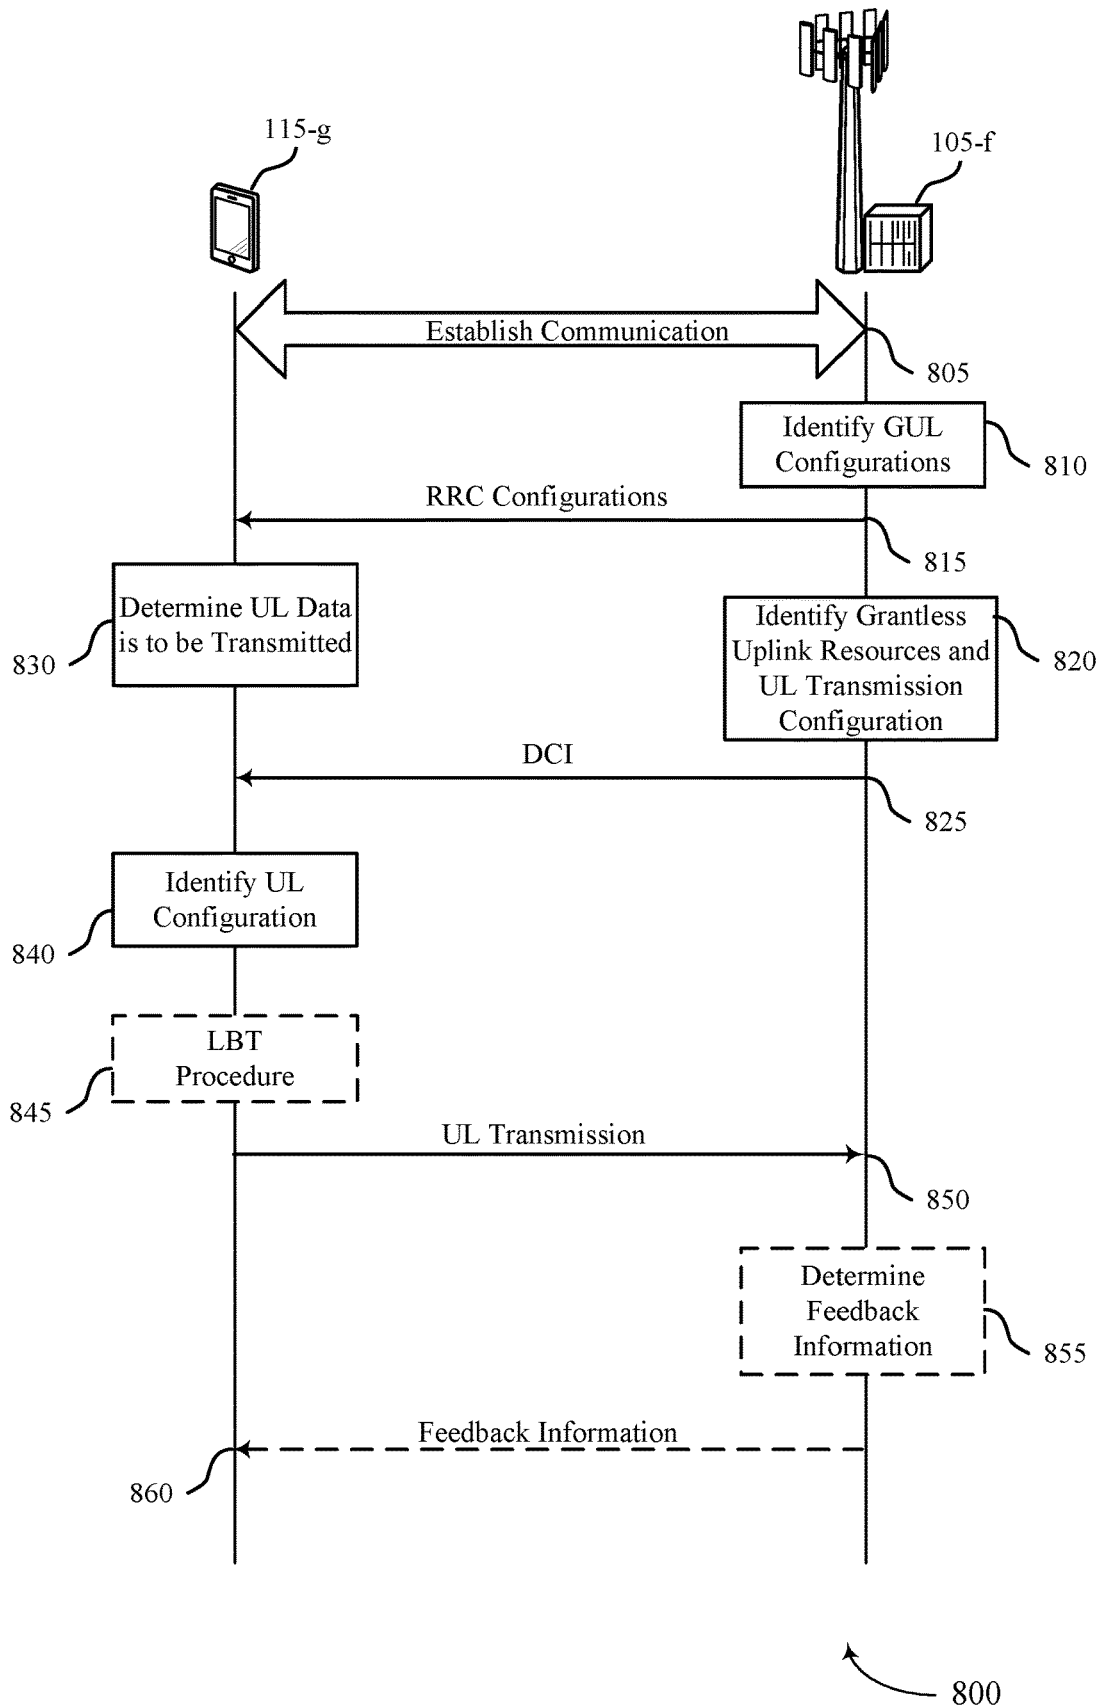 115-g
105-f
Establish Communication
805
Identify GUL
Configurations
810
RRC Configurations
815
Determine UL Data
is to be Transmitted
830
Identify Grantless
Uplink Resources and
UL Transmission
Configuration
820
DCI
825
Identify UL
Configuration
840
LBT
Procedure
845
UL Transmission
850
Determine
Feedback
Information
855
Feedback Information
860
800